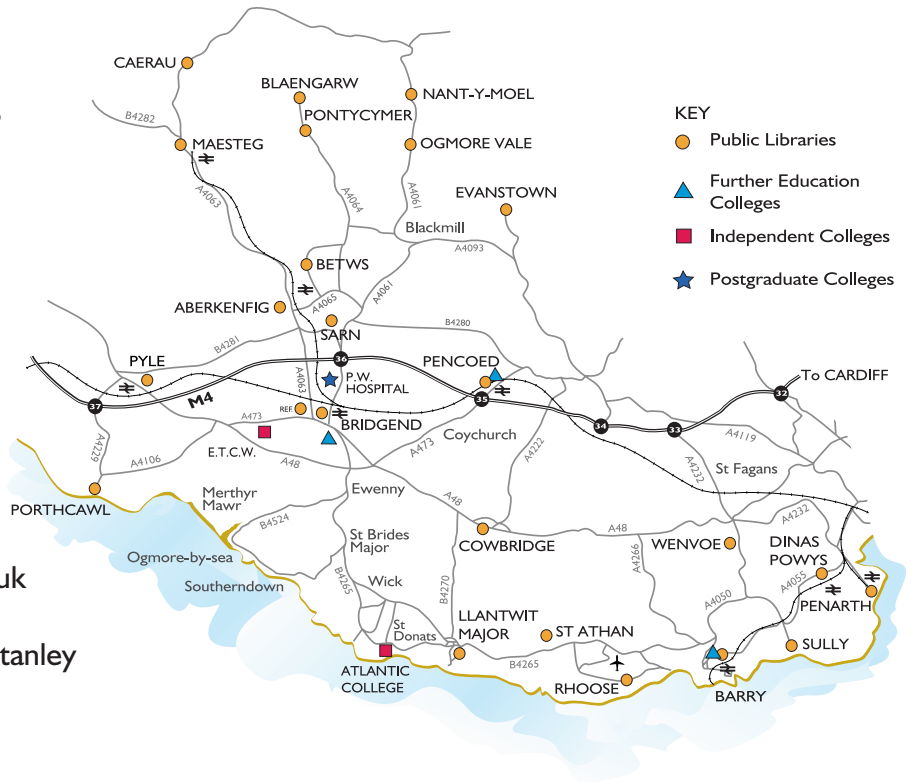 CAERAU
BLAENGARW
NANT-Y-MOEL
PONTYCYMER
B4282
MAESTEG
OGMORE VALE
KEY
Public Libraries
Further Education
Colleges
Independent Colleges
Postgraduate Colleges
A4063
A4064
A4061
EVANSTOWN
Blackmill
A4093
BETWS
A4061
A4065
ABERKENFIG
SARN
B4281
B4280
PYLE
36
PENCOED
To CARDIFF
P.W.
HOSPITAL
A4063
32
37
M4
35
REF.
BRIDGEND
34
33
A473
E.T.C.W.
A473
Coychurch
A4222
A4119
A4229
A4106
A48
St Fagans
A4232
PORTHCAWL
Merthyr
Mawr
Ewenny
A48
A4232
B4524
St Brides
Major
COWBRIDGE
A48
WENVOE
DINAS
POWYS
Ogmore-by-sea
Southerndown
A4266
uk
B4265
Wick
B4270
A4050
A4055
PENARTH
St
Donats
LLANTWIT
MAJOR
ST ATHAN
SULLY
tanley
B4265
ATLANTIC
COLLEGE
RHOOSE
BARRY